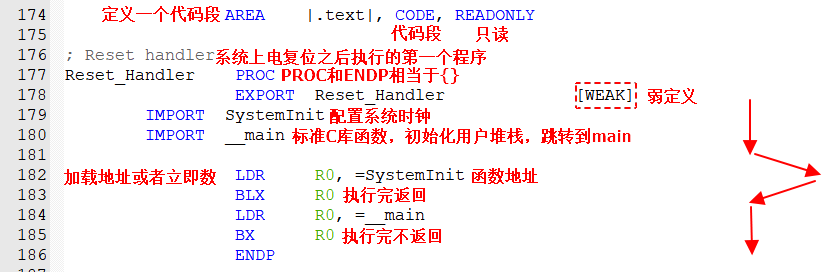 174 定义一个代码段 AREA |.text|, CODE, READONLY
175 代码段 只读
176 ; Reset handler系统上电复位之后执行的第一个程序
177 Reset_Handler PROC PROC和ENDP相当于{}
178 EXPORT Reset_Handler [WEAK] 弱定义
179 IMPORT SystemInit 配置系统时钟
180 IMPORT __main 标准C库函数，初始化用户堆栈，跳转到main
181
182 加载地址或者立即数 LDR R0, =SystemInit 函数地址
183 BLX R0 执行完返回
184 LDR R0, =__main
185 BX R0 执行完不返回
186 ENDP